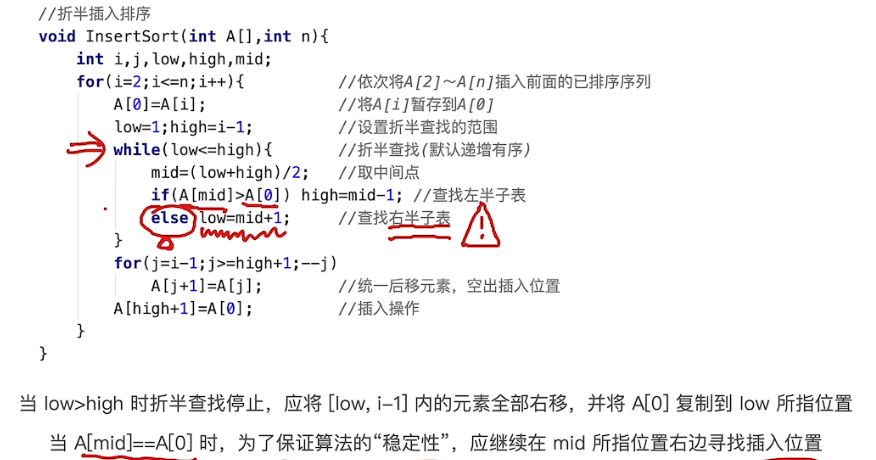 //折半插入排序
void InsertSort(int A[],int n){
    int i,j,low,high,mid;
    for(i=2;i<=n;i++){          //依次将A[2]～A[n]插入前面的已排序序列
        A[0]=A[i];              //将A[i]暂存到A[0]
        low=1;high=i-1;         //设置折半查找的范围
        while(low<=high){       //折半查找(默认递增有序)
            mid=(low+high)/2;   //取中间点
            if(A[mid]>A[0]) high=mid-1; //查找左半子表
            else low=mid+1;     //查找右半子表
        }
        for(j=i-1;j>=high+1;--j)
            A[j+1]=A[j];        //统一后移元素，空出插入位置
        A[high+1]=A[0];         //插入操作
    }
}
当 low>high 时折半查找停止，应将 [low, i-1] 内的元素全部右移，并将 A[0] 复制到 low 所指位置
当 A[mid]==A[0] 时，为了保证算法的“稳定性”，应继续在 mid 所指位置右边寻找插入位置